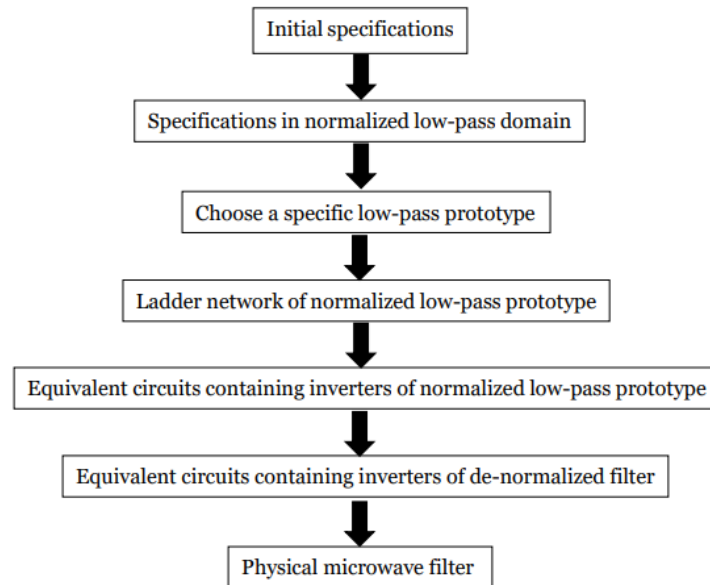 Initial specifications
Specifications in normalized low-pass domain
Choose a specific low-pass prototype
Ladder network of normalized low-pass prototype
Equivalent circuits containing inverters of normalized low-pass prototype
Equivalent circuits containing inverters of de-normalized filter
Physical microwave filter